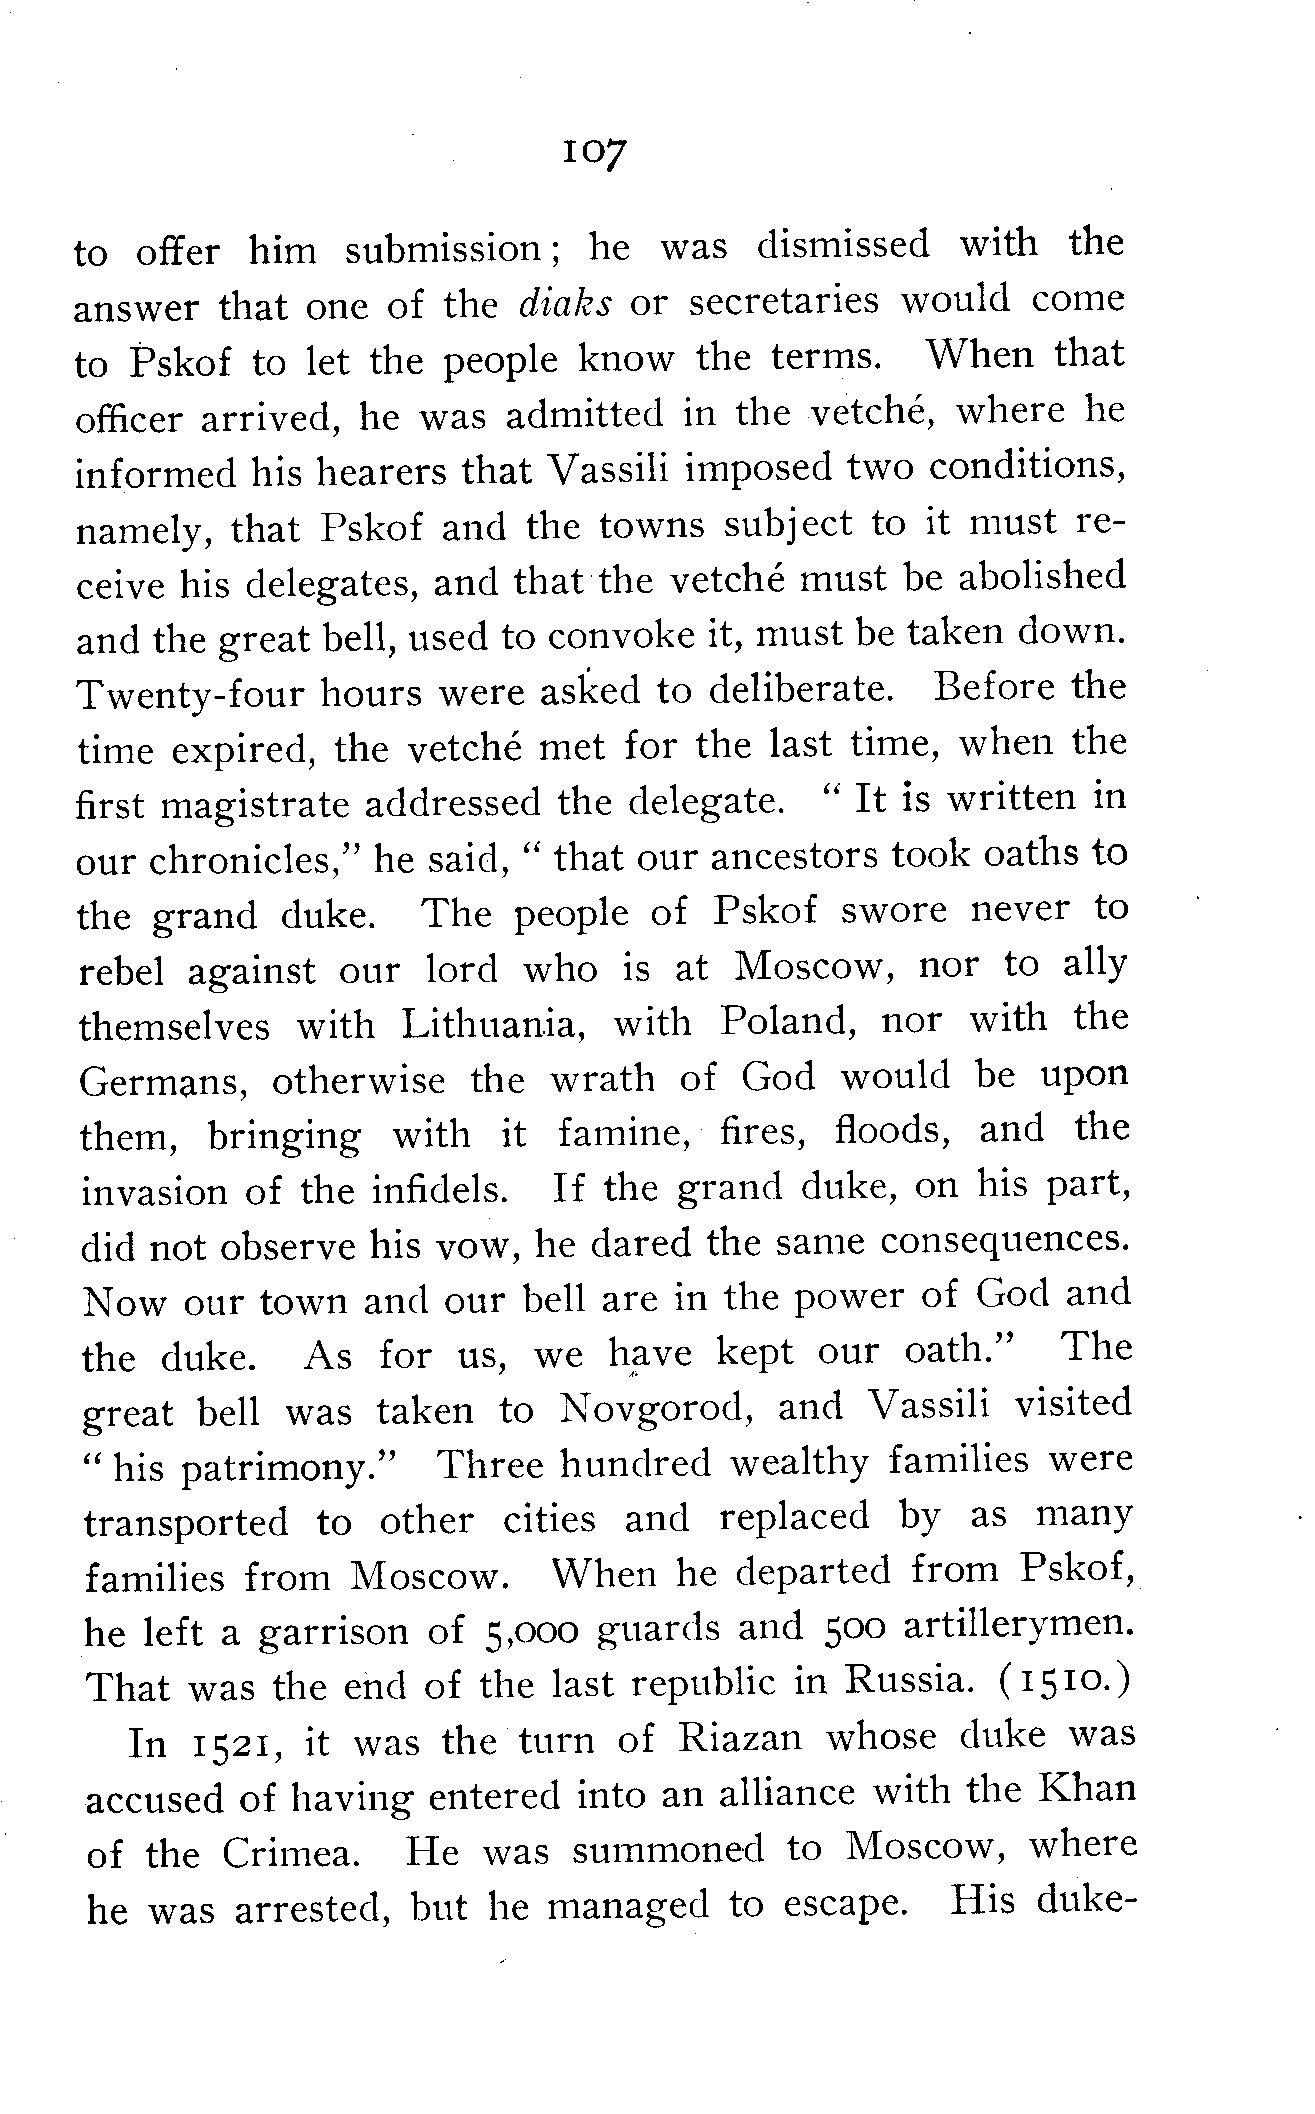 107
to offer him submission; he was dismissed with the
answer that one of the diaks or secretaries would come
to Pskof to let the people know the terms. When that
officer arrived, he was admitted in the vetché, where he
informed his hearers that Vassili imposed two conditions,
namely, that Pskof and the towns subject to it must re-
ceive his delegates, and that the vetché must be abolished
and the great bell, used to convoke it, must be taken down.
Twenty-four hours were asked to deliberate. Before the
time expired, the vetché met for the last time, when the
first magistrate addressed the delegate. “ It is written in
our chronicles,” he said, “ that our ancestors took oaths to
the grand duke. The people of Pskof swore never to
rebel against our lord who is at Moscow, nor to ally
themselves with Lithuania, with Poland, nor with the
Germans, otherwise the wrath of God would be upon
them, bringing with it famine, fires, floods, and the
invasion of the infidels. If the grand duke, on his part,
did not observe his vow, he dared the same consequences.
Now our town and our bell are in the power of God and
the duke. As for us, we have kept our oath.” The
great bell was taken to Novgorod, and Vassili visited
“ his patrimony.” Three hundred wealthy families were
transported to other cities and replaced by as many
families from Moscow. When he departed from Pskof,
he left a garrison of 5,000 guards and 500 artillerymen.
That was the end of the last republic in Russia. (1510.)
In 1521, it was the turn of Riazan whose duke was
accused of having entered into an alliance with the Khan
of the Crimea. He was summoned to Moscow, where
he was arrested, but he managed to escape. His duke-